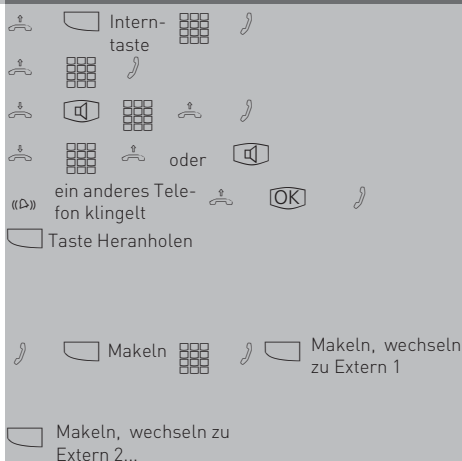 Intern-
taste
oder
ein anderes Tele-
fon klingelt
OK
Taste Heranholen
Makeln
Makeln, wechseln
zu Extern 1
Makeln, wechseln zu
Extern 2...